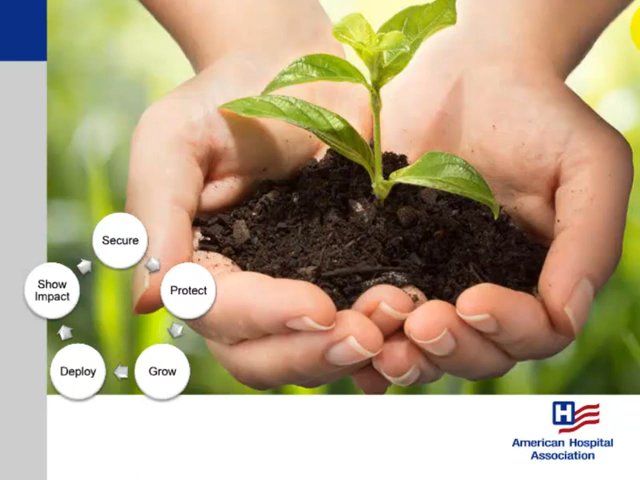 Secure
Protect
Grow
Deploy
Show
Impact
H
American Hospital
Association